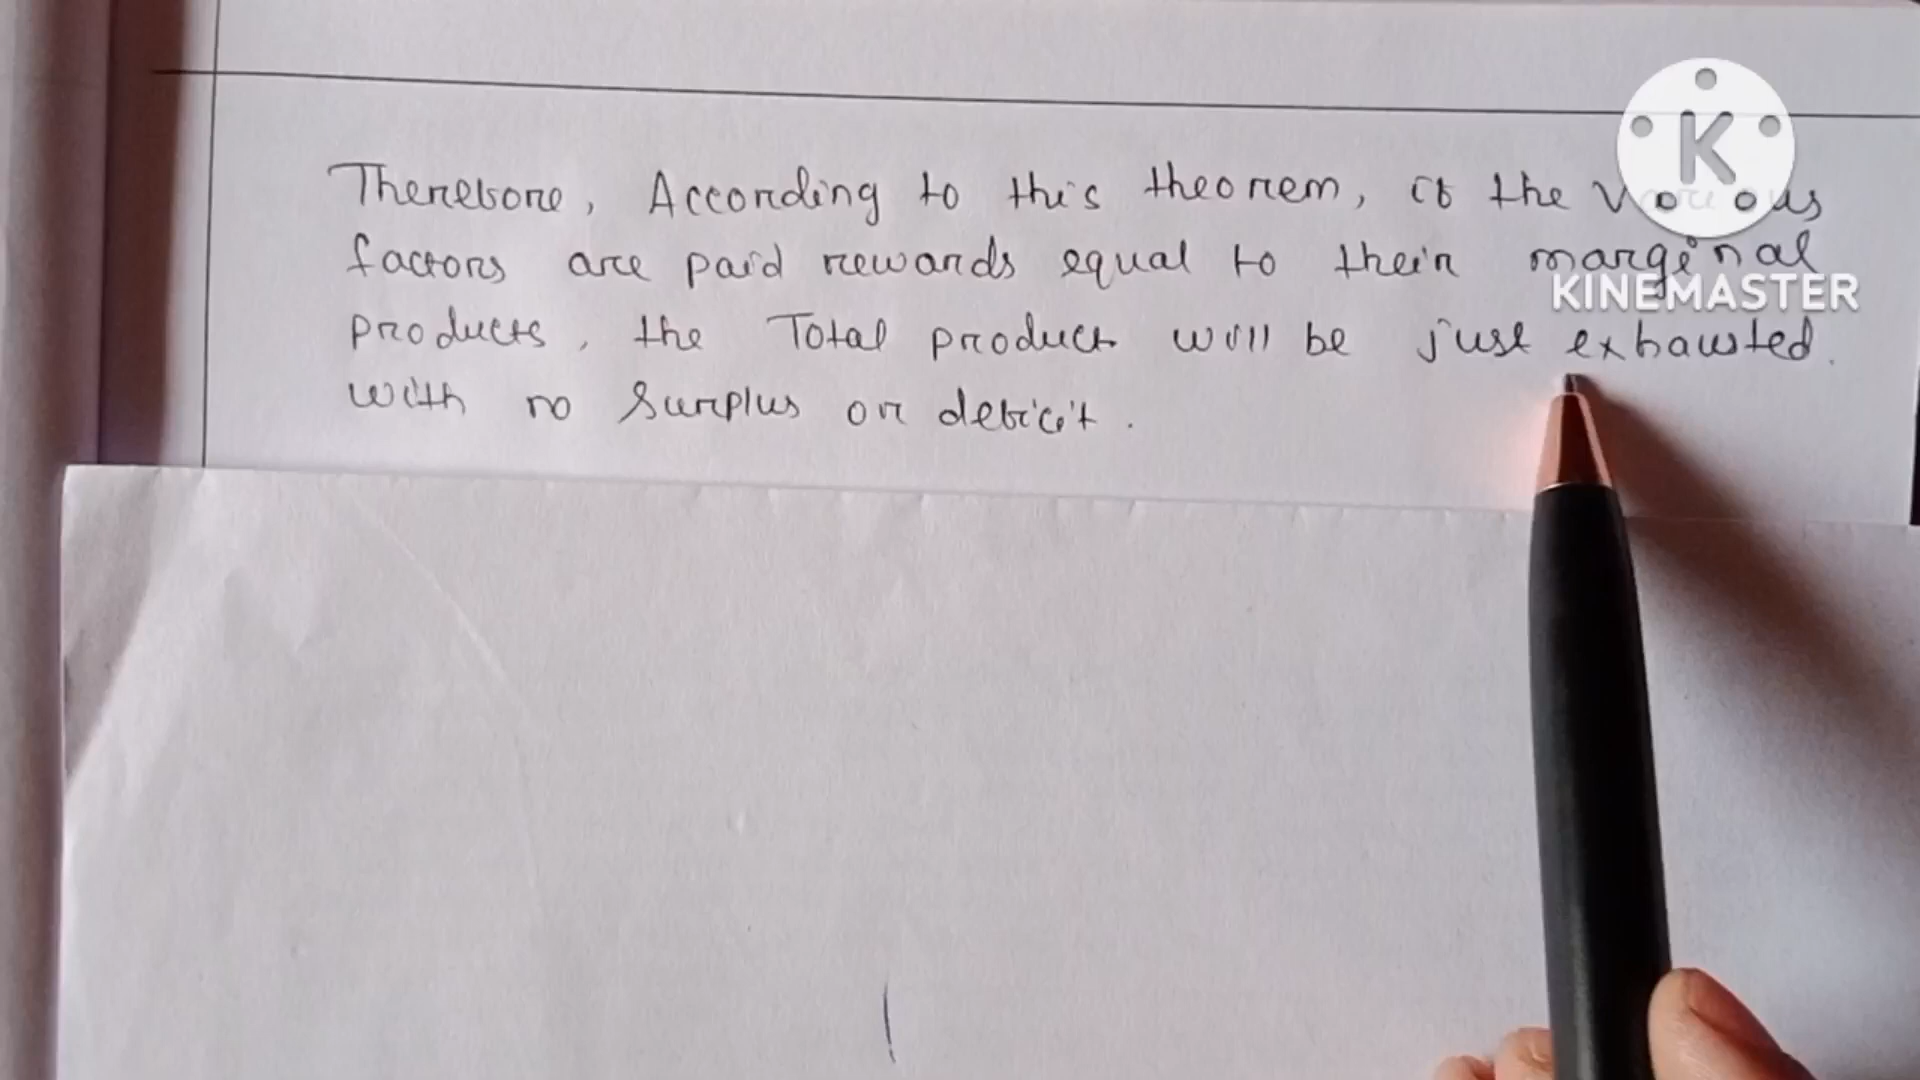 Therefore, According to this theorem, if the various
factors are paid rewards equal to their marginal
products, the Total product will be just exhausted.
with no surplus or deficit.
K
KINEMASTER